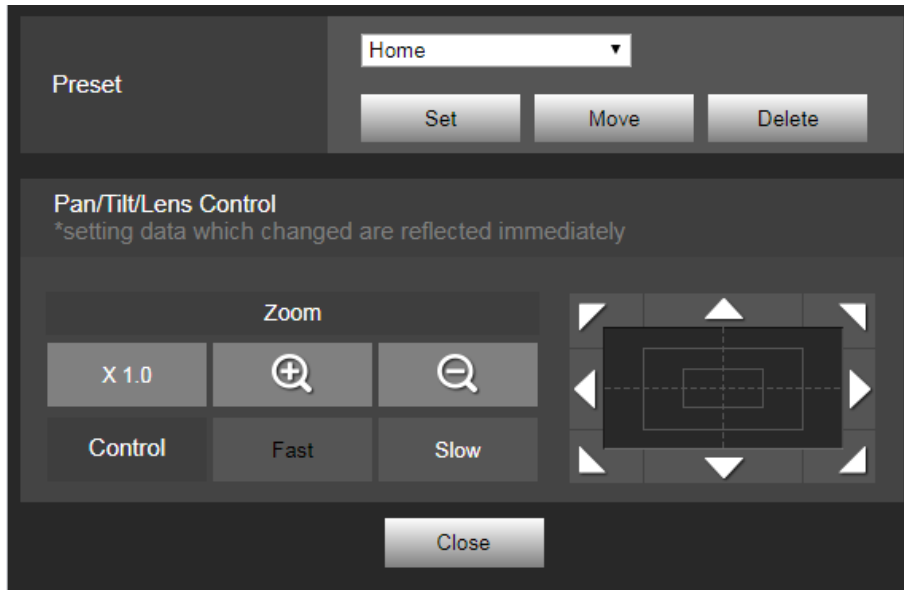 Home
Preset
Set Move Delete
Pan/Tilt/Lens Control
*setting data which changed are reflected immediately
Zoom
X 1.0
Control Fast Slow
Close